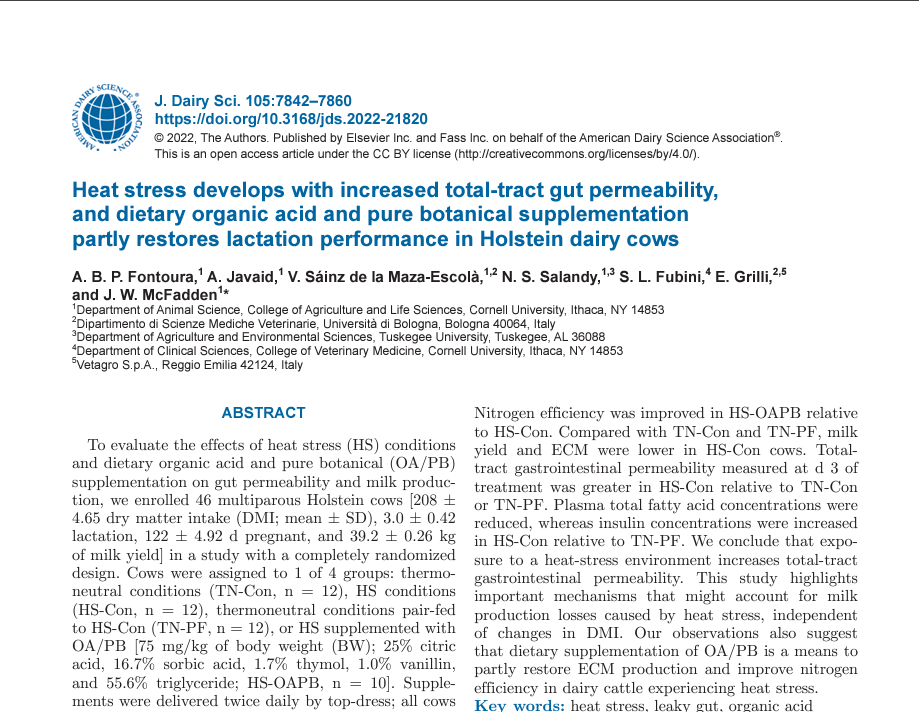 AMERICAN DAIRY SCIENCE ASSOCIATION®
J. Dairy Sci. 105:7842–7860
https://doi.org/10.3168/jds.2022-21820
© 2022, The Authors. Published by Elsevier Inc. and Fass Inc. on behalf of the American Dairy Science Association®.
This is an open access article under the CC BY license (http://creativecommons.org/licenses/by/4.0/).
Heat stress develops with increased total-tract gut permeability,
and dietary organic acid and pure botanical supplementation
partly restores lactation performance in Holstein dairy cows
A. B. P. Fontoura,1 A. Javaid,1 V. Sáinz de la Maza-Escolà,1,2 N. S. Salandy,1,3 S. L. Fubini,4 E. Grilli,2,5
and J. W. McFadden1*
1Department of Animal Science, College of Agriculture and Life Sciences, Cornell University, Ithaca, NY 14853
2Dipartimento di Scienze Mediche Veterinarie, Università di Bologna, Bologna 40064, Italy
3Department of Agriculture and Environmental Sciences, Tuskegee University, Tuskegee, AL 36088
4Department of Clinical Sciences, College of Veterinary Medicine, Cornell University, Ithaca, NY 14853
5Vetagro S.p.A., Reggio Emilia 42124, Italy
ABSTRACT
To evaluate the effects of heat stress (HS) conditions
and dietary organic acid and pure botanical (OA/PB)
supplementation on gut permeability and milk produc-
tion, we enrolled 46 multiparous Holstein cows [208 ±
4.65 dry matter intake (DMI; mean ± SD), 3.0 ± 0.42
lactation, 122 ± 4.92 d pregnant, and 39.2 ± 0.26 kg
of milk yield] in a study with a completely randomized
design. Cows were assigned to 1 of 4 groups: thermo-
neutral conditions (TN-Con, n = 12), HS conditions
(HS-Con, n = 12), thermoneutral conditions pair-fed
to HS-Con (TN-PF, n = 12), or HS supplemented with
OA/PB [75 mg/kg of body weight (BW); 25% citric
acid, 16.7% sorbic acid, 1.7% thymol, 1.0% vanillin,
and 55.6% triglyceride; HS-OAPB, n = 10]. Supple-
ments were delivered twice daily by top-dress; all cows
Nitrogen efficiency was improved in HS-OAPB relative
to HS-Con. Compared with TN-Con and TN-PF, milk
yield and ECM were lower in HS-Con cows. Total-
tract gastrointestinal permeability measured at d 3 of
treatment was greater in HS-Con relative to TN-Con
or TN-PF. Plasma total fatty acid concentrations were
reduced, whereas insulin concentrations were increased
in HS-Con relative to TN-PF. We conclude that expo-
sure to a heat-stress environment increases total-tract
gastrointestinal permeability. This study highlights
important mechanisms that might account for milk
production losses caused by heat stress, independent
of changes in DMI. Our observations also suggest
that dietary supplementation of OA/PB is a means to
partly restore ECM production and improve nitrogen
efficiency in dairy cattle experiencing heat stress.
Key words: heat stress, leaky gut, organic acid